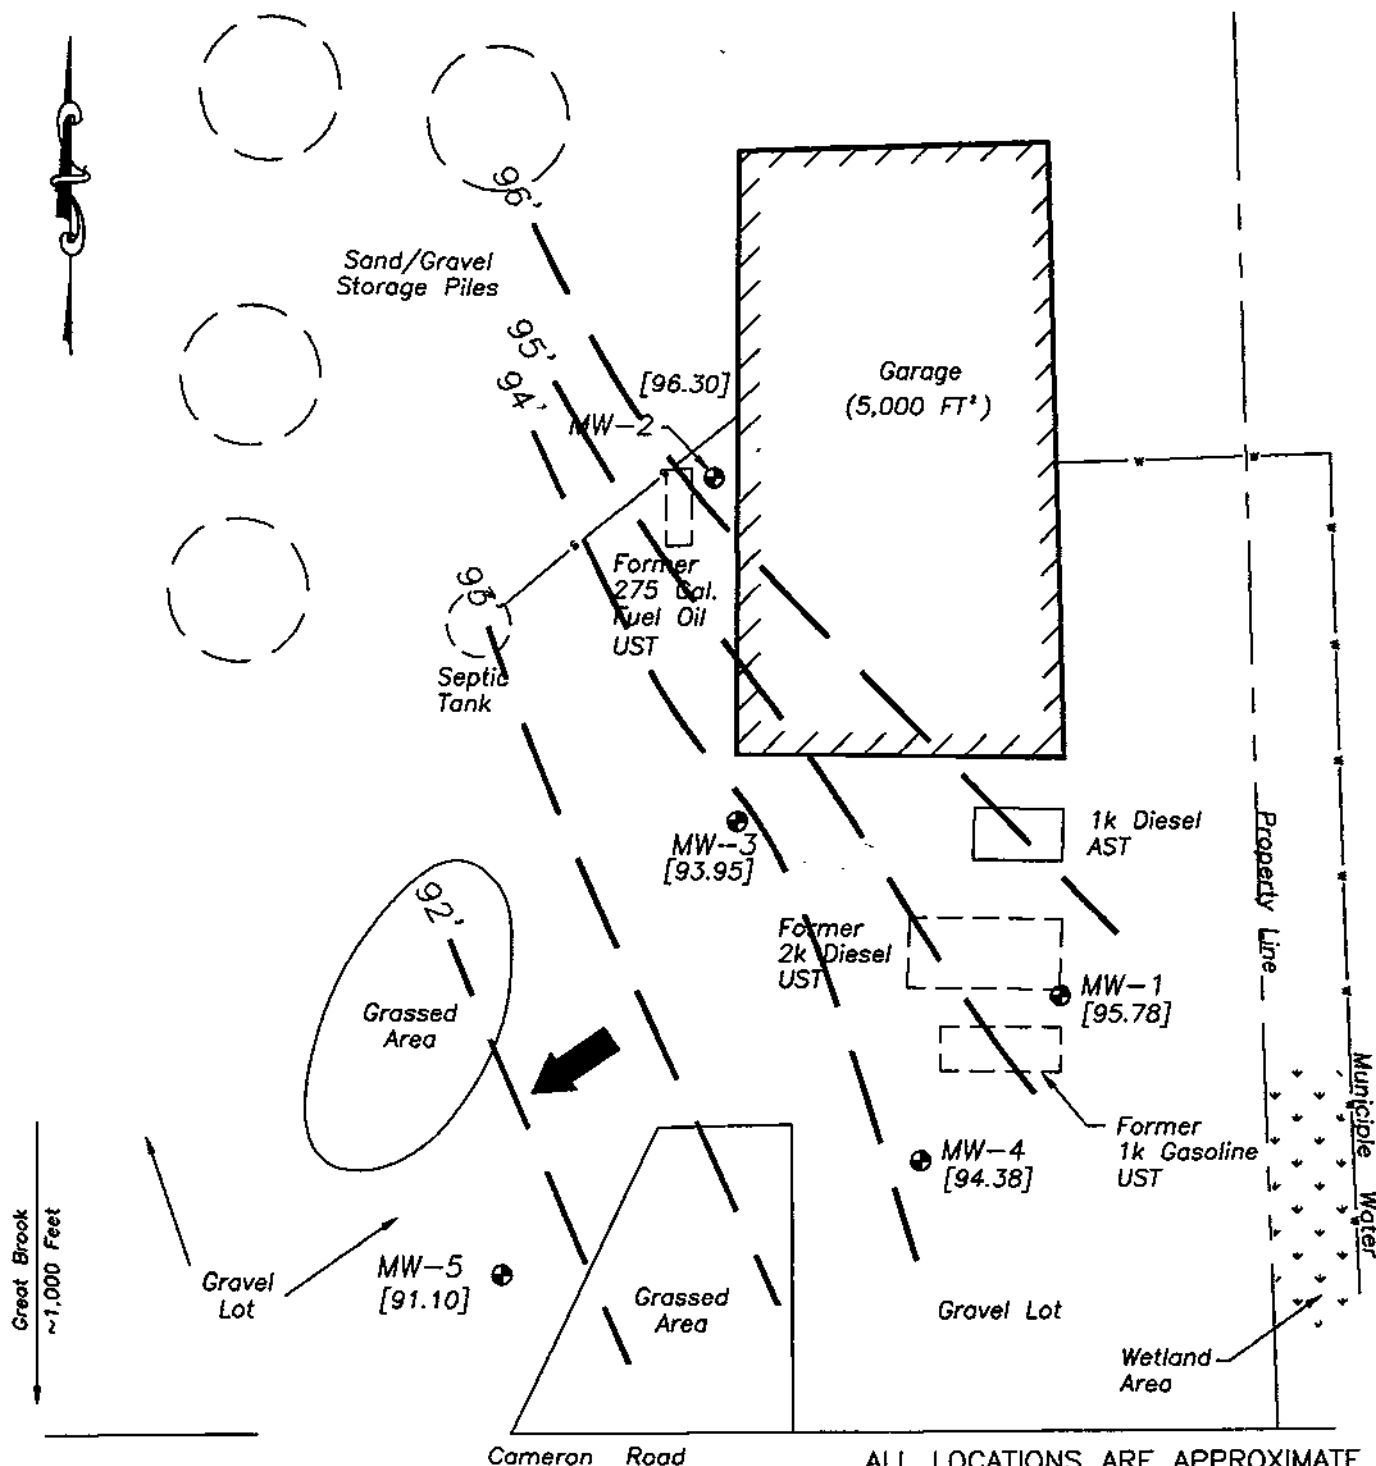 96'
Sand/Gravel
Storage Piles
95'
94'
[96.30]
MW-2
Garage
(5,000 FT²)
w
w
w
w
w
w
w
w
s
s
Former
275 Gal.
Fuel Oil
UST
93'
Septic
Tank
MW-3
[93.95]
1k Diesel
AST
Property Line
92'
Grassed
Area
Former
2k Diesel
UST
MW-1
[95.78]
Municiple Water
Former
1k Gasoline
UST
MW-4
[94.38]
Great Brook
~1,000 Feet
Gravel
Lot
MW-5
[91.10]
Grassed
Area
Gravel Lot
Wetland
Area
Cameron Road
ALL LOCATIONS ARE APPROXIMATE